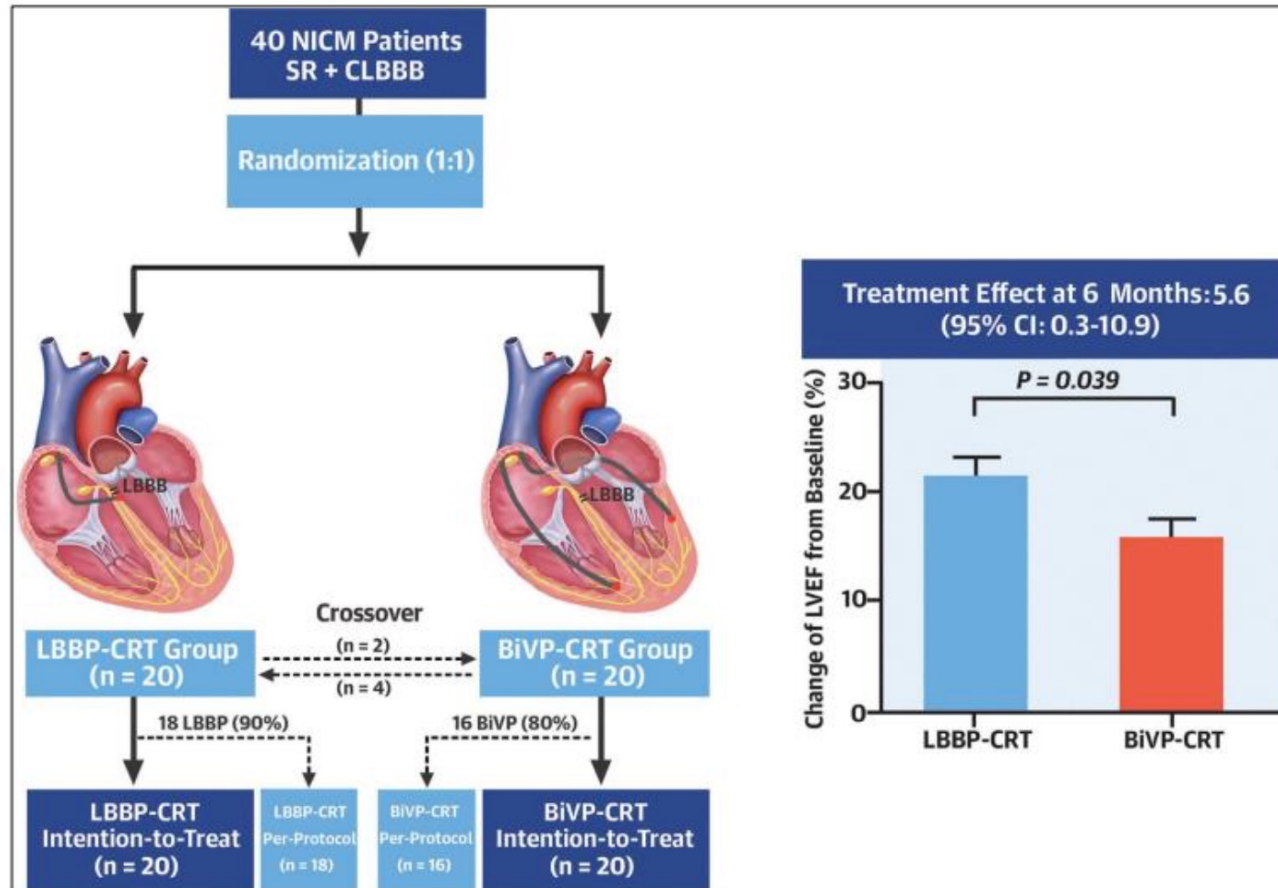 40 NICM Patients
SR + CLBBB
Randomization (1:1)
LBBB
LBBB
Crossover
(n = 2)
(n = 4)
LBBP-CRT Group
(n = 20)
BiVP-CRT Group
(n = 20)
18 LBBP (90%)
16 BiVP (80%)
LBBP-CRT
Intention-to-Treat
(n = 20)
LBBP-CRT
Per-Protocol
(n = 18)
BiVP-CRT
Per-Protocol
(n = 16)
BiVP-CRT
Intention-to-Treat
(n = 20)
Treatment Effect at 6 Months: 5.6
(95% CI: 0.3-10.9)
Change of LVEF from Baseline (%)
30
20
10
0
P = 0.039
LBBP-CRT
BiVP-CRT